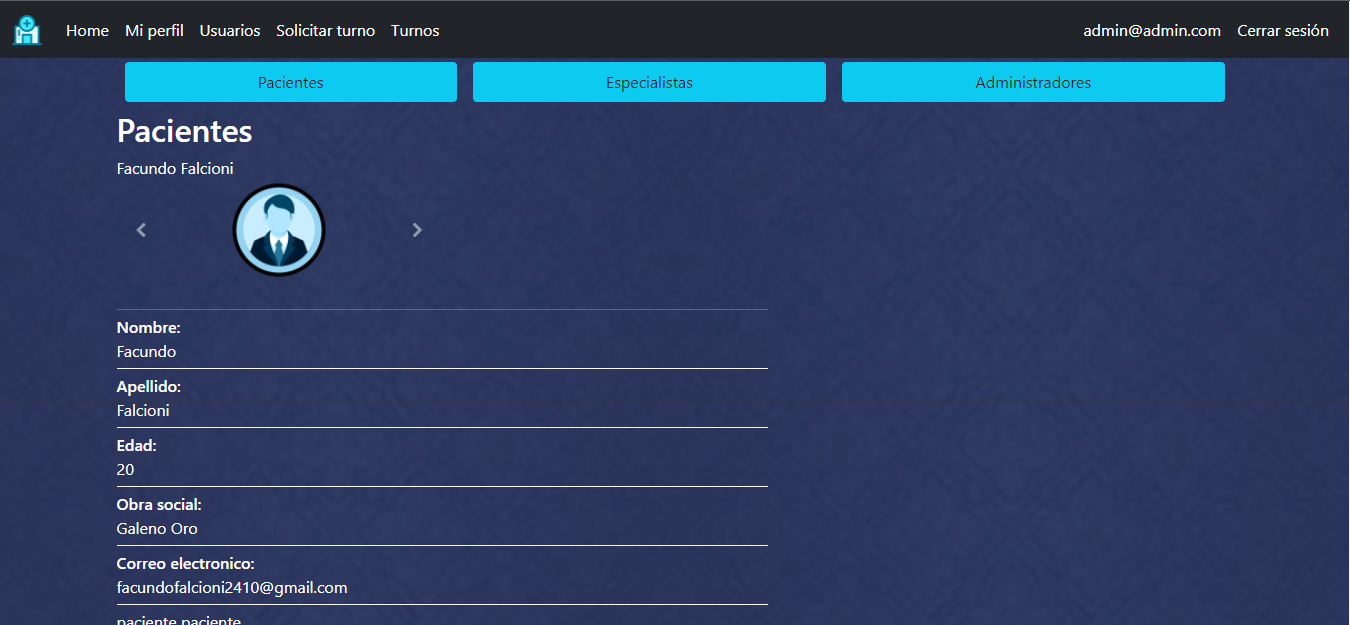 Home Mi perfil Usuarios Solicitar turno Turnos admin@admin.com Cerrar sesión
Pacientes Especialistas Administradores
Pacientes
Facundo Falcioni
Nombre:
Facundo
Apellido:
Falcioni
Edad:
20
Obra social:
Galeno Oro
Correo electronico:
facundofalcioni2410@gmail.com
paciente paciente